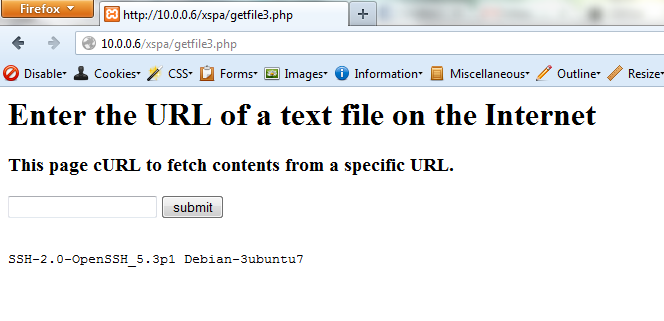 Firefox
http://10.0.0.6/xspa/getfile3.php
10.0.0.6/xspa/getfile3.php
Disable Cookies CSS Forms Images Information Miscellaneous Outline Resize
Enter the URL of a text file on the Internet
This page cURL to fetch contents from a specific URL.
submit
SSH-2.0-OpenSSH_5.3p1 Debian-3ubuntu7